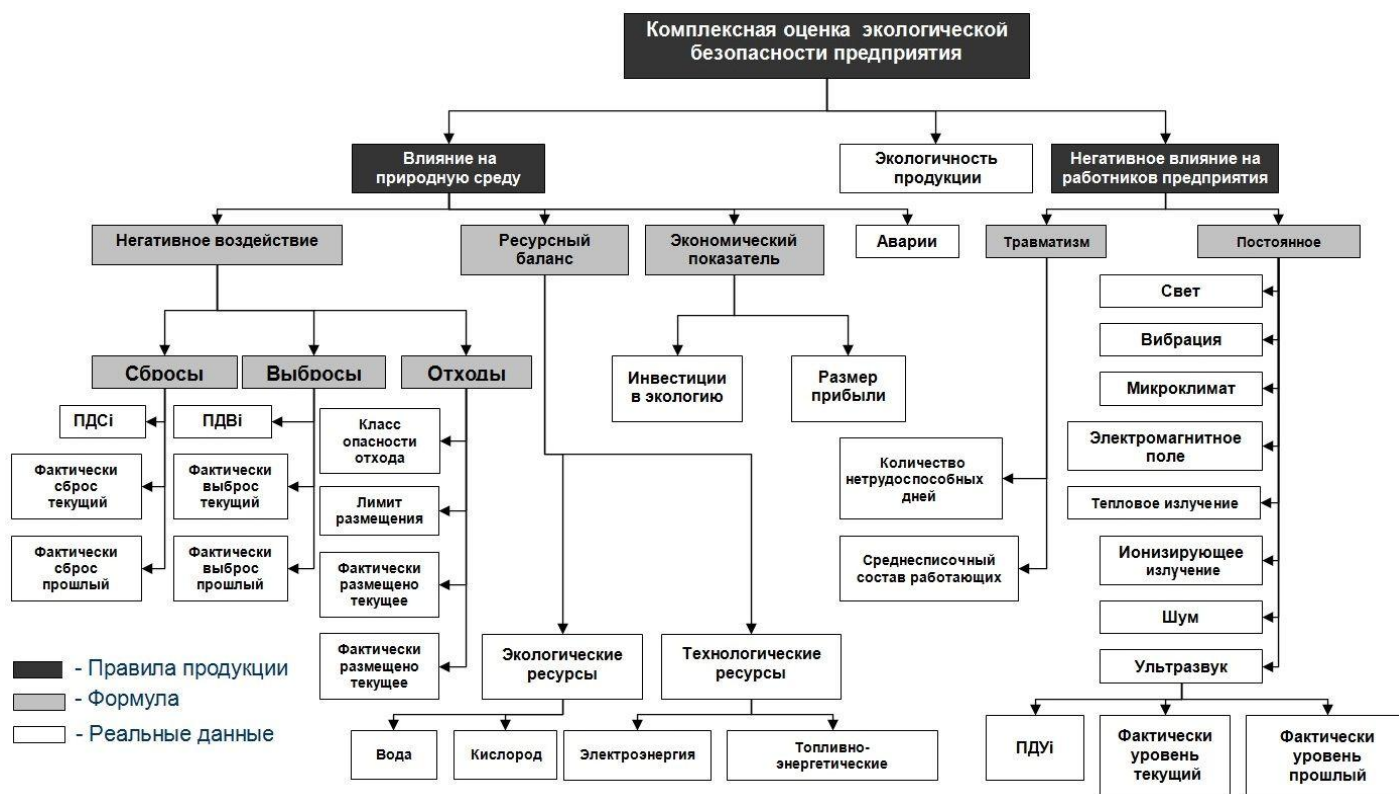 Комплексная оценка экологической
безопасности предприятия
Влияние на
природную среду
Экологичность
продукции
Негативное влияние на
работников предприятия
Негативное воздействие
Ресурсный
баланс
Экономический
показатель
Аварии
Травматизм
Постоянное
Сбросы
Выбросы
Отходы
ПДСi
Фактически
сброс
текущий
Фактически
сброс
прошлый
ПДВi
Фактически
выброс
текущий
Фактически
выброс
прошлый
Класс
опасности
отхода
Лимит
размещения
Фактически
размещено
текущее
Фактически
размещено
текущее
Инвестиции
в экологию
Размер
прибыли
Экологические
ресурсы
Технологические
ресурсы
Вода
Кислород
Электроэнергия
Топливно-
энергетические
Количество
нетрудоспособных
дней
Среднесписочный
состав работающих
Свет
Вибрация
Микроклимат
Электромагнитное
поле
Тепловое излучение
Ионизирующее
излучение
Шум
Ультразвук
ПДУi
Фактически
уровень
текущий
Фактически
уровень
прошлый
- Правила продукции
- Формула
- Реальные данные